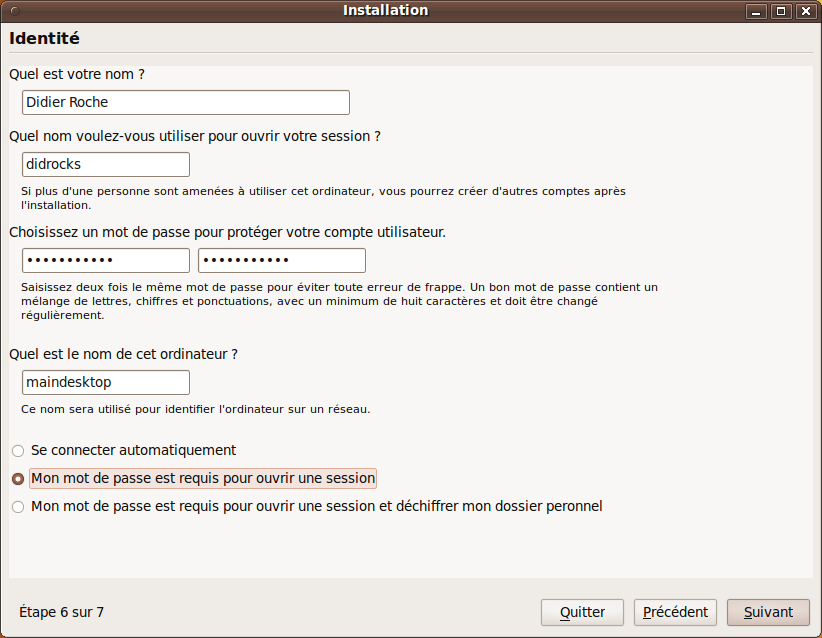 Installation
Identité
Quel est votre nom ?
Didier Roche
Quel nom voulez-vous utiliser pour ouvrir votre session ?
didrocks
Si plus d'une personne sont amenées à utiliser cet ordinateur, vous pourrez créer d'autres comptes après
l'installation.
Choisissez un mot de passe pour protéger votre compte utilisateur.
••••••••••• •••••••••••
Saisissez deux fois le même mot de passe pour éviter toute erreur de frappe. Un bon mot de passe contient un
mélange de lettres, chiffres et ponctuations, avec un minimum de huit caractères et doit être changé
régulièrement.
Quel est le nom de cet ordinateur ?
maindesktop
Ce nom sera utilisé pour identifier l'ordinateur sur un réseau.
Se connecter automatiquement
Mon mot de passe est requis pour ouvrir une session
Mon mot de passe est requis pour ouvrir une session et déchiffrer mon dossier peronnel
Étape 6 sur 7 Quitter Précédent Suivant